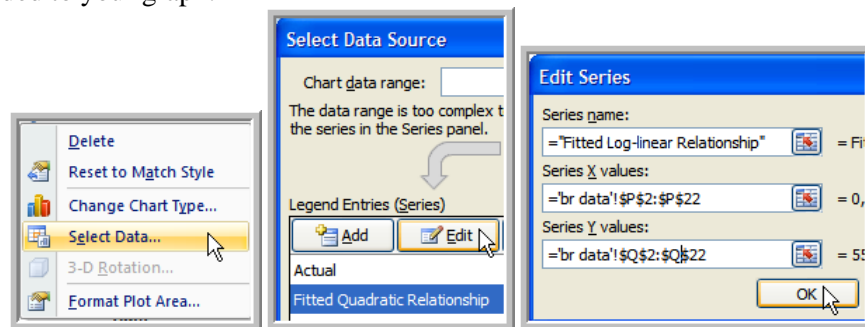 Delete
Reset to Match Style
Change Chart Type...
Select Data...
3-D Rotation...
Format Plot Area...
Select Data Source
Chart data range:
The data range is too complex t
the series in the Series panel.
Legend Entries (Series)
Add Edit
Actual
Fitted Quadratic Relationship
Edit Series
Series name:
="Fitted Log-linear Relationship" = Fi
Series X values:
='br data'!$P$2:$P$22 = 0,
Series Y values:
='br data'!$Q$2:$Q$22 = 55
OK